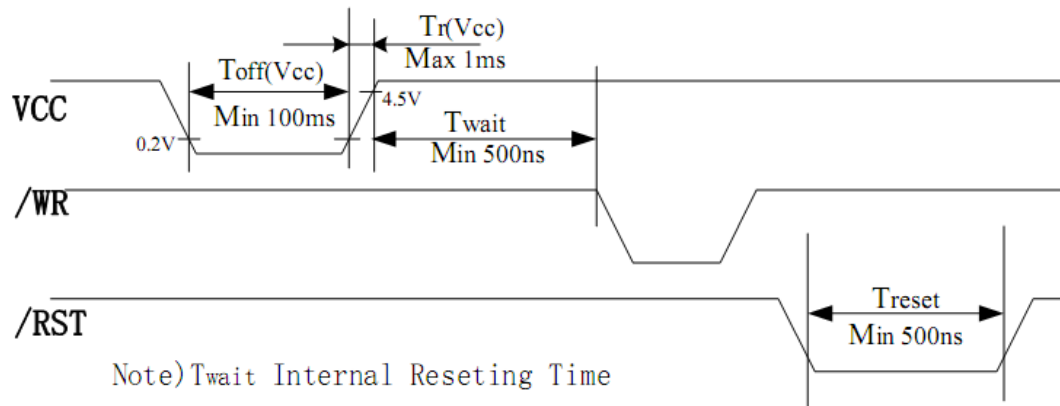 Tr(Vcc)
Max 1ms
Toff(Vcc)
VCC
Min 100ms
4.5V
0.2V
Twait
Min 500ns
/WR
Treset
/RST
Min 500ns
Note)Twait Internal Reseting Time